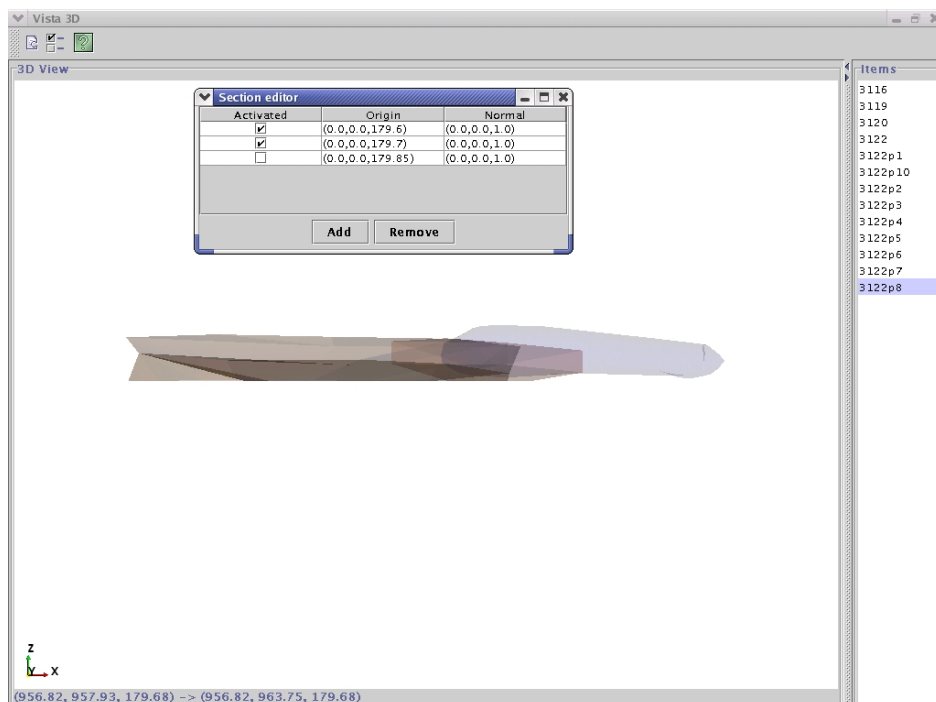 Vista 3D
3D View
Items
Section editor
Activated Origin Normal
(0.0,0.0,179.6) (0.0,0.0,1.0)
(0.0,0.0,179.7) (0.0,0.0,1.0)
(0.0,0.0,179.85) (0.0,0.0,1.0)
Add Remove
3116
3119
3120
3122
3122p1
3122p10
3122p2
3122p3
3122p4
3122p5
3122p6
3122p7
3122p8
Z
Y X
(956.82, 957.93, 179.68) -> (956.82, 963.75, 179.68)